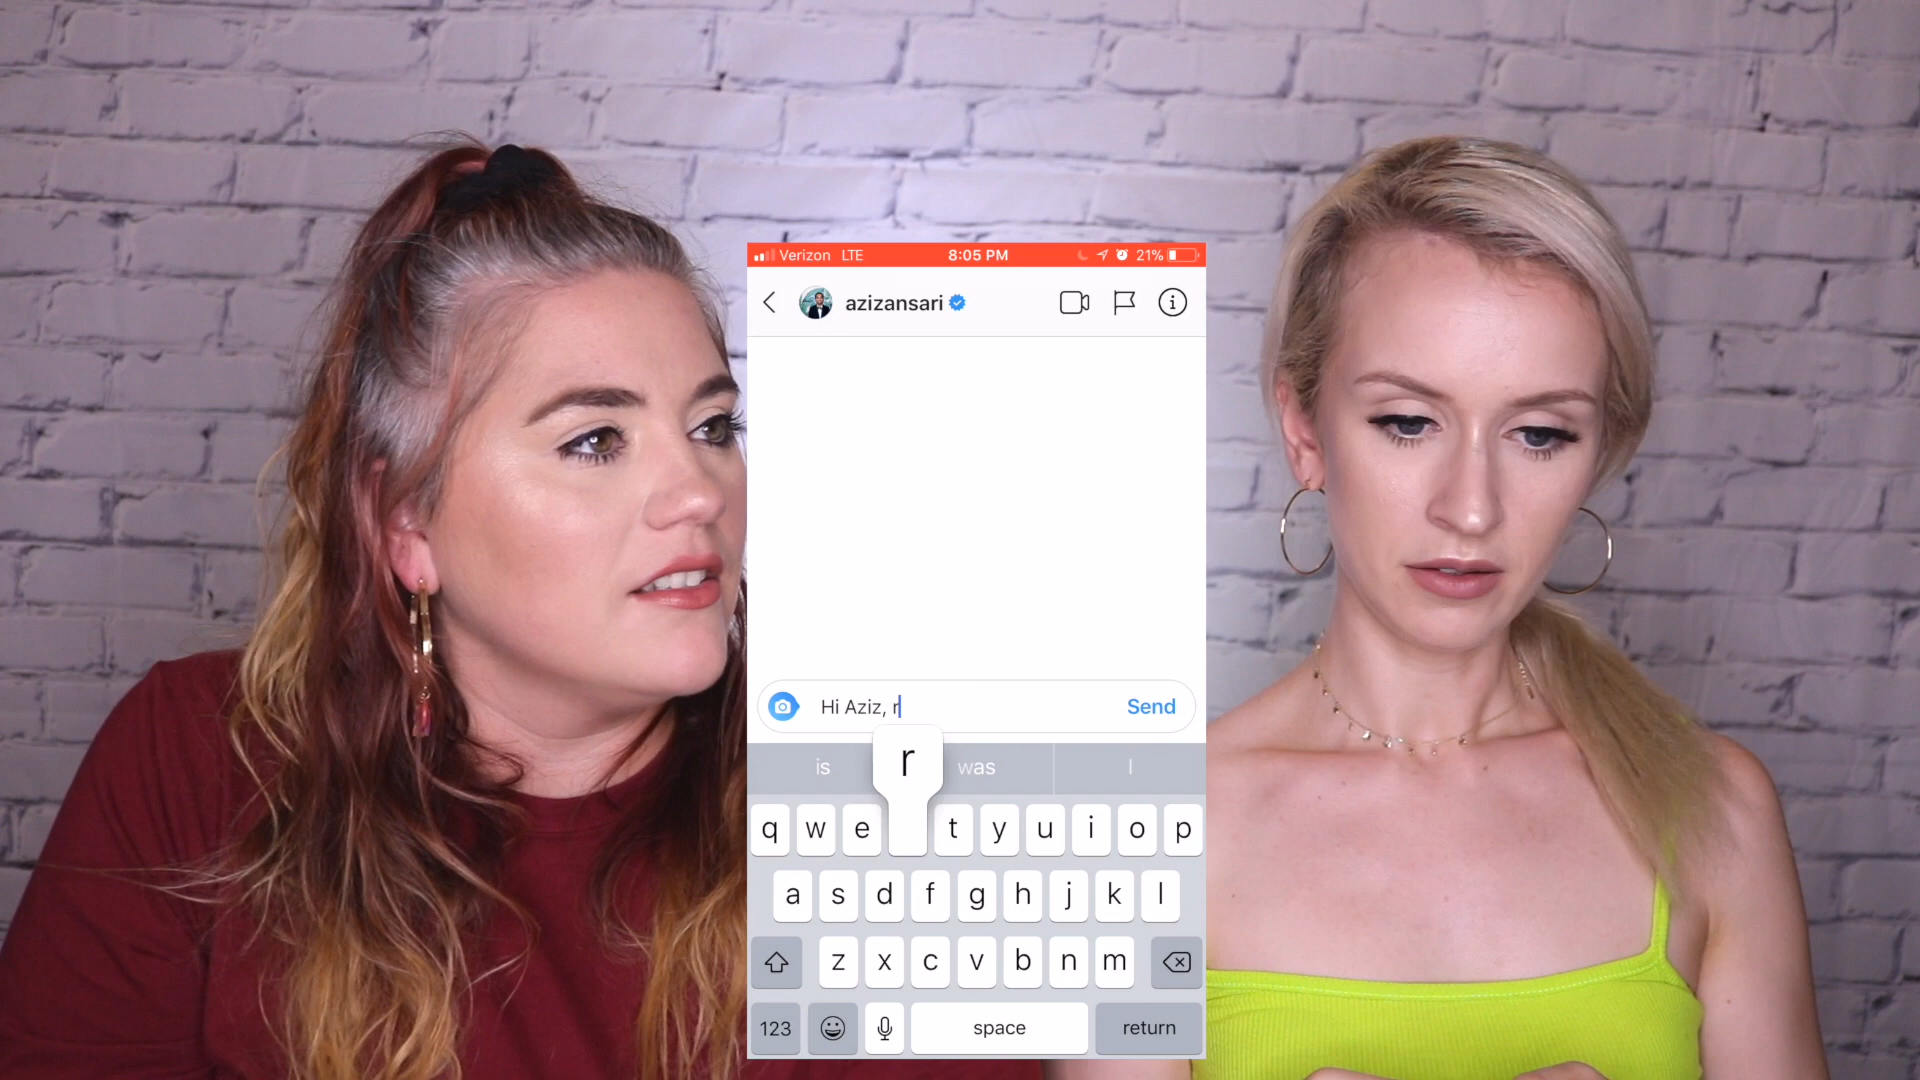 Verizon LTE 8:05 PM 21%
azizansari
Hi Aziz, r Send
r
is was I
q w e t y u i o p
a s d f g h j k l
z x c v b n m
123 space return